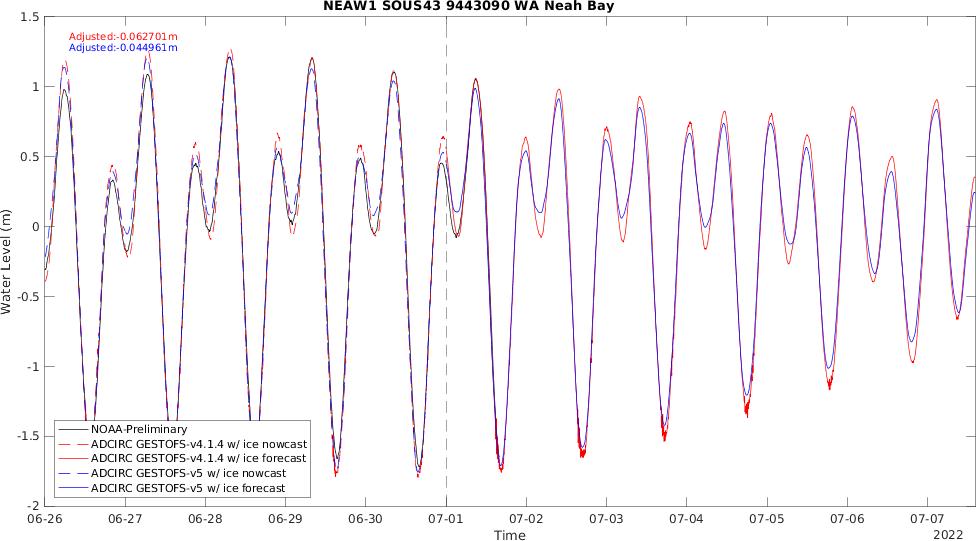 NEAW1 SOUS43 9443090 WA Neah Bay
Adjusted:-0.062701m
Adjusted:-0.044961m
1.5
1
0.5
0
-0.5
-1
-1.5
-2
Water Level (m)
NOAA-Preliminary
ADCIRC GESTOFS-v4.1.4 w/ ice nowcast
ADCIRC GESTOFS-v4.1.4 w/ ice forecast
ADCIRC GESTOFS-v5 w/ ice nowcast
ADCIRC GESTOFS-v5 w/ ice forecast
06-26 06-27 06-28 06-29 06-30 07-01 07-02 07-03 07-04 07-05 07-06 07-07
Time
2022